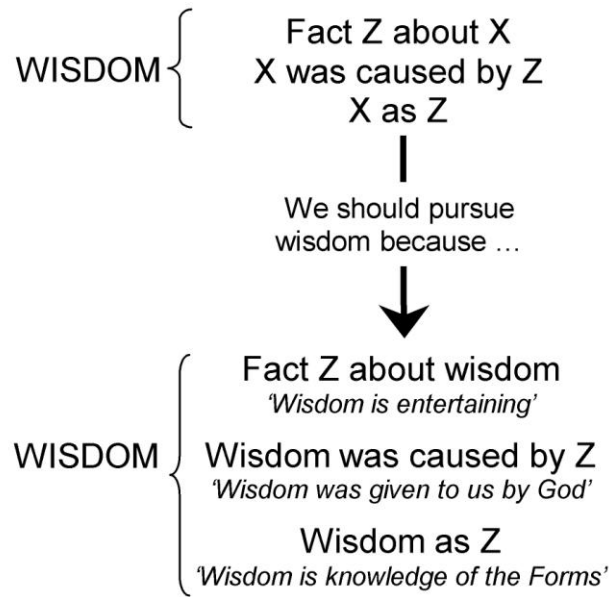 WISDOM
Fact Z about X
X was caused by Z
X as Z
We should pursue
wisdom because ...
WISDOM
Fact Z about wisdom
‘Wisdom is entertaining’
Wisdom was caused by Z
‘Wisdom was given to us by God’
Wisdom as Z
‘Wisdom is knowledge of the Forms’